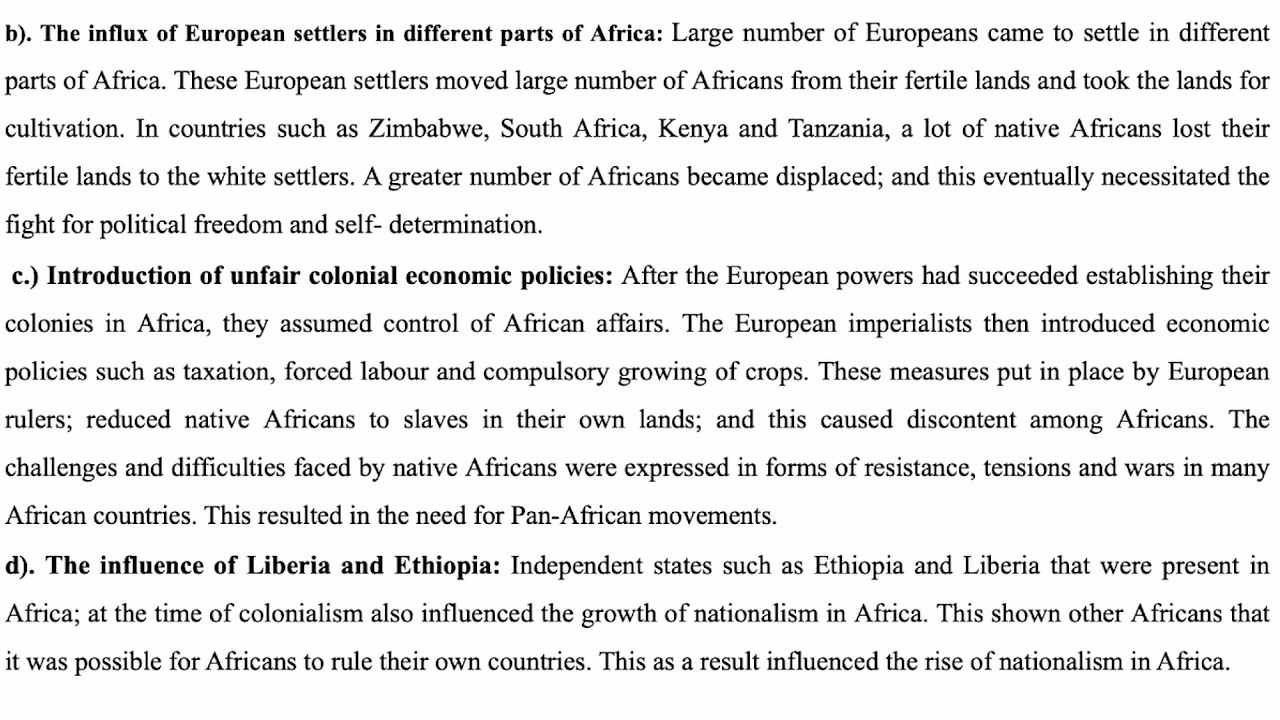 b). The influx of European settlers in different parts of Africa: Large number of Europeans came to settle in different
parts of Africa. These European settlers moved large number of Africans from their fertile lands and took the lands for
cultivation. In countries such as Zimbabwe, South Africa, Kenya and Tanzania, a lot of native Africans lost their
fertile lands to the white settlers. A greater number of Africans became displaced; and this eventually necessitated the
fight for political freedom and self- determination.
c.) Introduction of unfair colonial economic policies: After the European powers had succeeded establishing their
colonies in Africa, they assumed control of African affairs. The European imperialists then introduced economic
policies such as taxation, forced labour and compulsory growing of crops. These measures put in place by European
rulers; reduced native Africans to slaves in their own lands; and this caused discontent among Africans. The
challenges and difficulties faced by native Africans were expressed in forms of resistance, tensions and wars in many
African countries. This resulted in the need for Pan-African movements.
d). The influence of Liberia and Ethiopia: Independent states such as Ethiopia and Liberia that were present in
Africa; at the time of colonialism also influenced the growth of nationalism in Africa. This shown other Africans that
it was possible for Africans to rule their own countries. This as a result influenced the rise of nationalism in Africa.